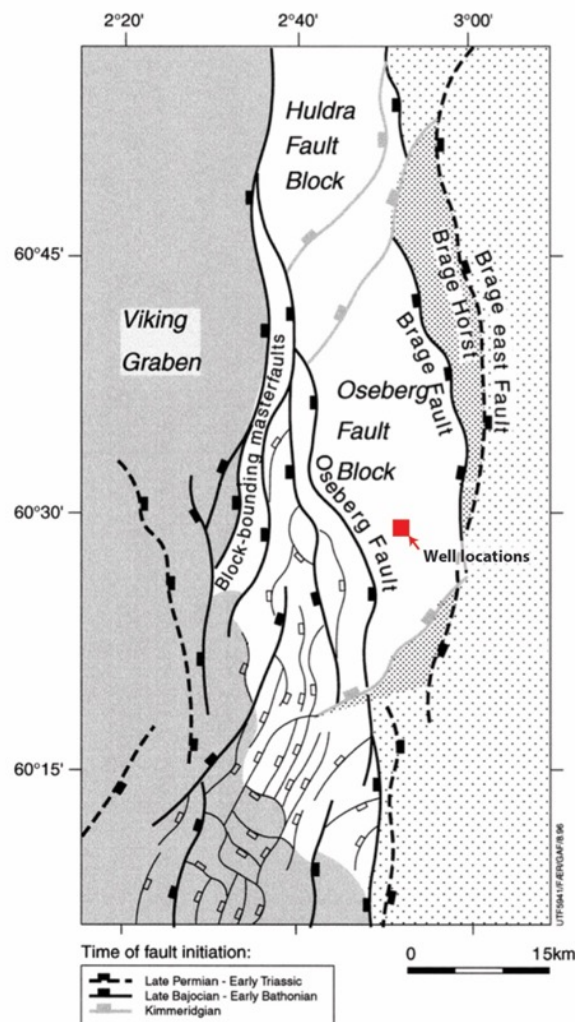 2°20'
2°40'
3°00'
60°45'
60°30'
60°15'
Huldra
Fault
Block
Viking
Graben
Block-bounding masterfaults
Oseberg
Fault
Block
Oseberg Fault
Brage Fault
Brage Horst
Brage east Fault
Well locations
Time of fault initiation:
Late Permian - Early Triassic
Late Bajocian - Early Bathonian
Kimmeridgian
0 15km